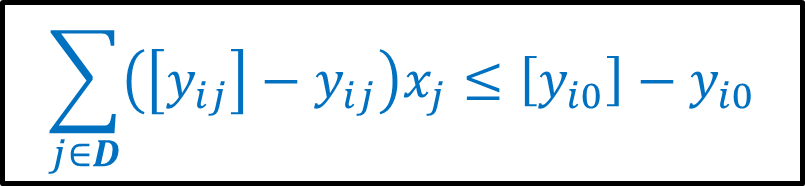 ∑_{j∈𝑫} ([y_{ij}] − y_{ij})x_j ≤ [y_{i0}] − y_{i0}